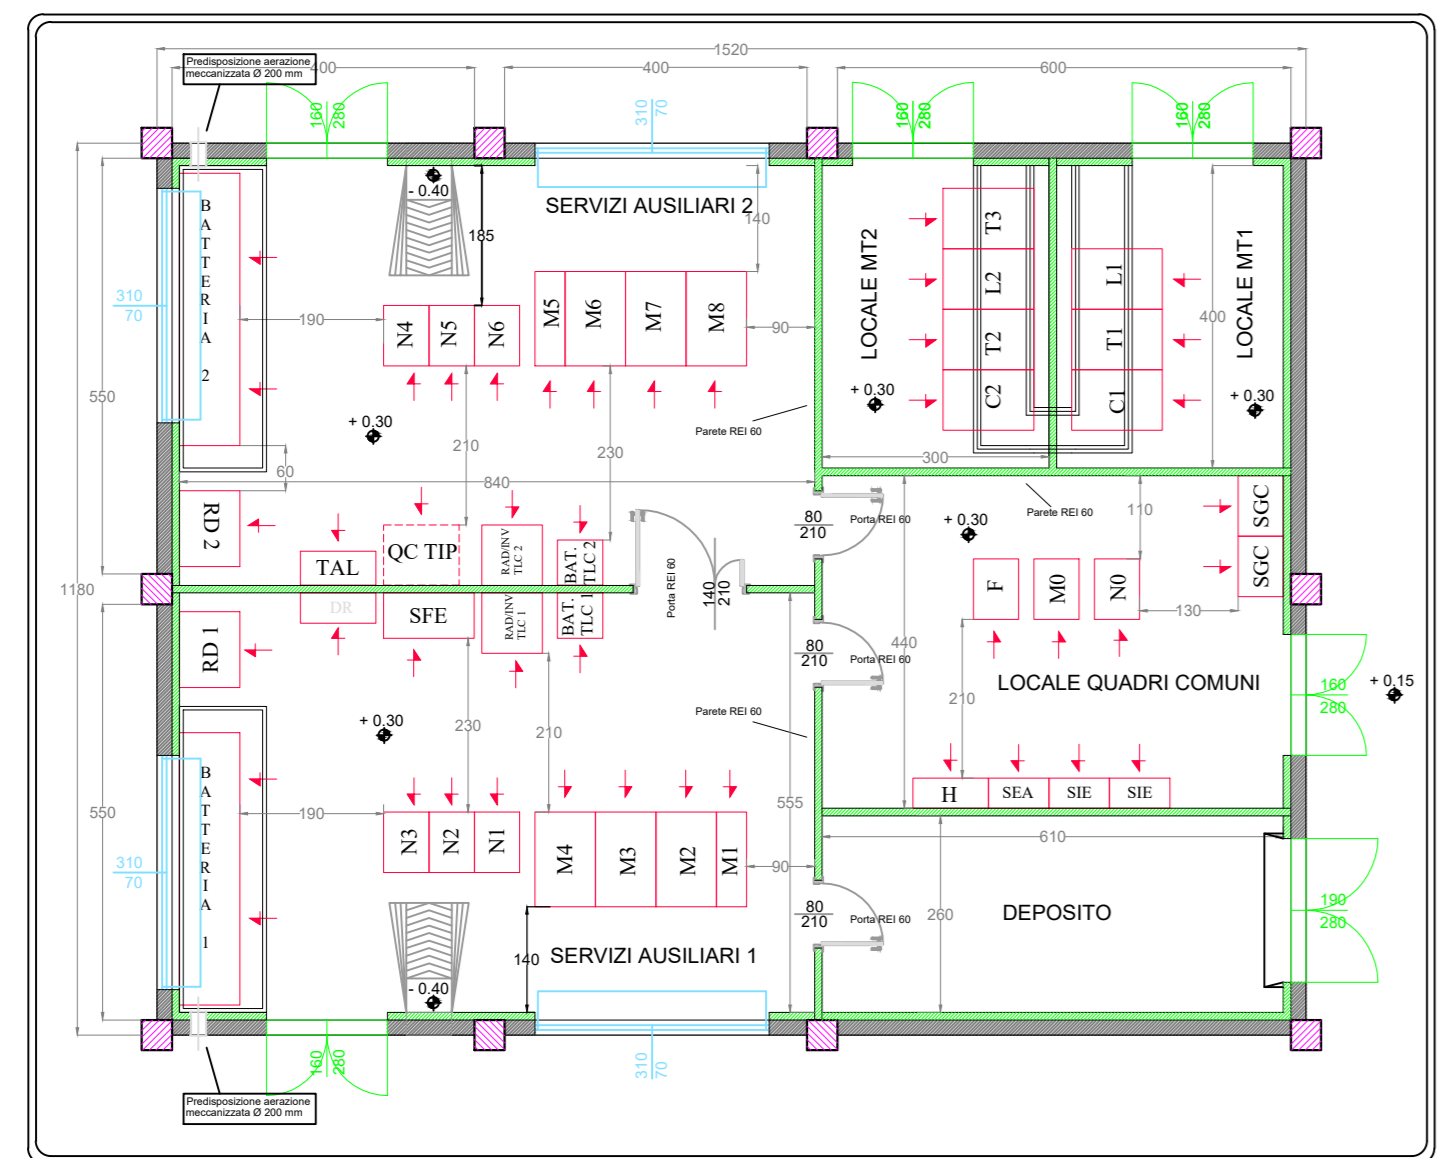 1520
Predisposizione aerazione
meccanizzata Ø 200 mm
400
400
600
160
280
310
70
160
280
160
280
BATTERIA 2
- 0.40
185
SERVIZI AUSILIARI 2
140
LOCALE MT2
T3
L2
T2
C2
L1
T1
C1
400
LOCALE MT1
310
70
190
N4
N5
N6
M5
M6
M7
M8
90
550
+ 0.30
+ 0.30
+ 0.30
Parete REI 60
210
230
60
840
300
RD 2
TAL
QC TIP
RAD/INV
TLC 2
BAT.
TLC 2
80
210
Porta REI 60
+ 0.30
Parete REI 60
110
SGC
SGC
1180
DR
SFE
RAD/INV
TLC 1
BAT.
TLC 1
Porta REI 60
140
210
F
M0
N0
130
RD 1
80
210
Porta REI 60
440
210
LOCALE QUADRI COMUNI
160
280
+ 0.15
+ 0.30
230
210
Parete REI 60
550
BATTERIA 1
190
N3
N2
N1
M4
M3
M2
M1
90
555
H
SEA
SIE
SIE
610
310
70
80
210
Porta REI 60
260
DEPOSITO
190
280
140
SERVIZI AUSILIARI 1
- 0.40
160
280
310
70
Predisposizione aerazione
meccanizzata Ø 200 mm